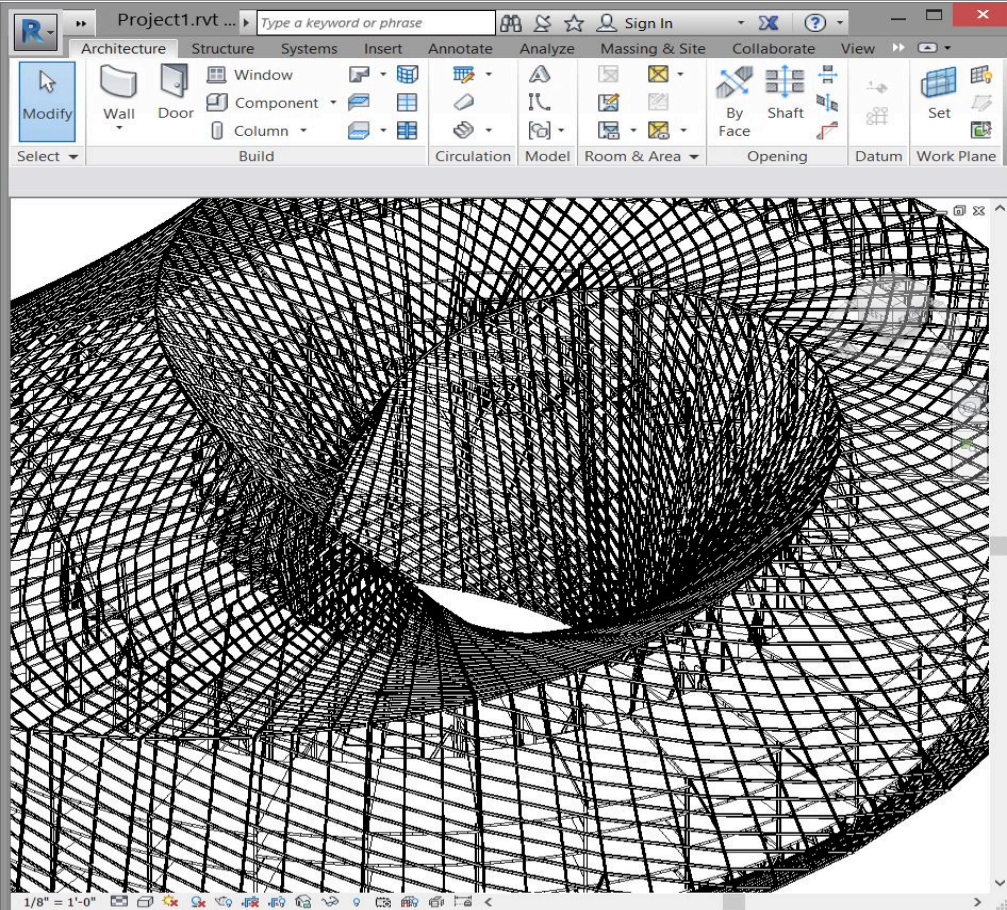 Project1.rvt ... Type a keyword or phrase Sign In
Architecture Structure Systems Insert Annotate Analyze Massing & Site Collaborate View
Modify Wall Door Window Component Column By Face Shaft Set
Select Build Circulation Model Room & Area Opening Datum Work Plane
1/8" = 1'-0"